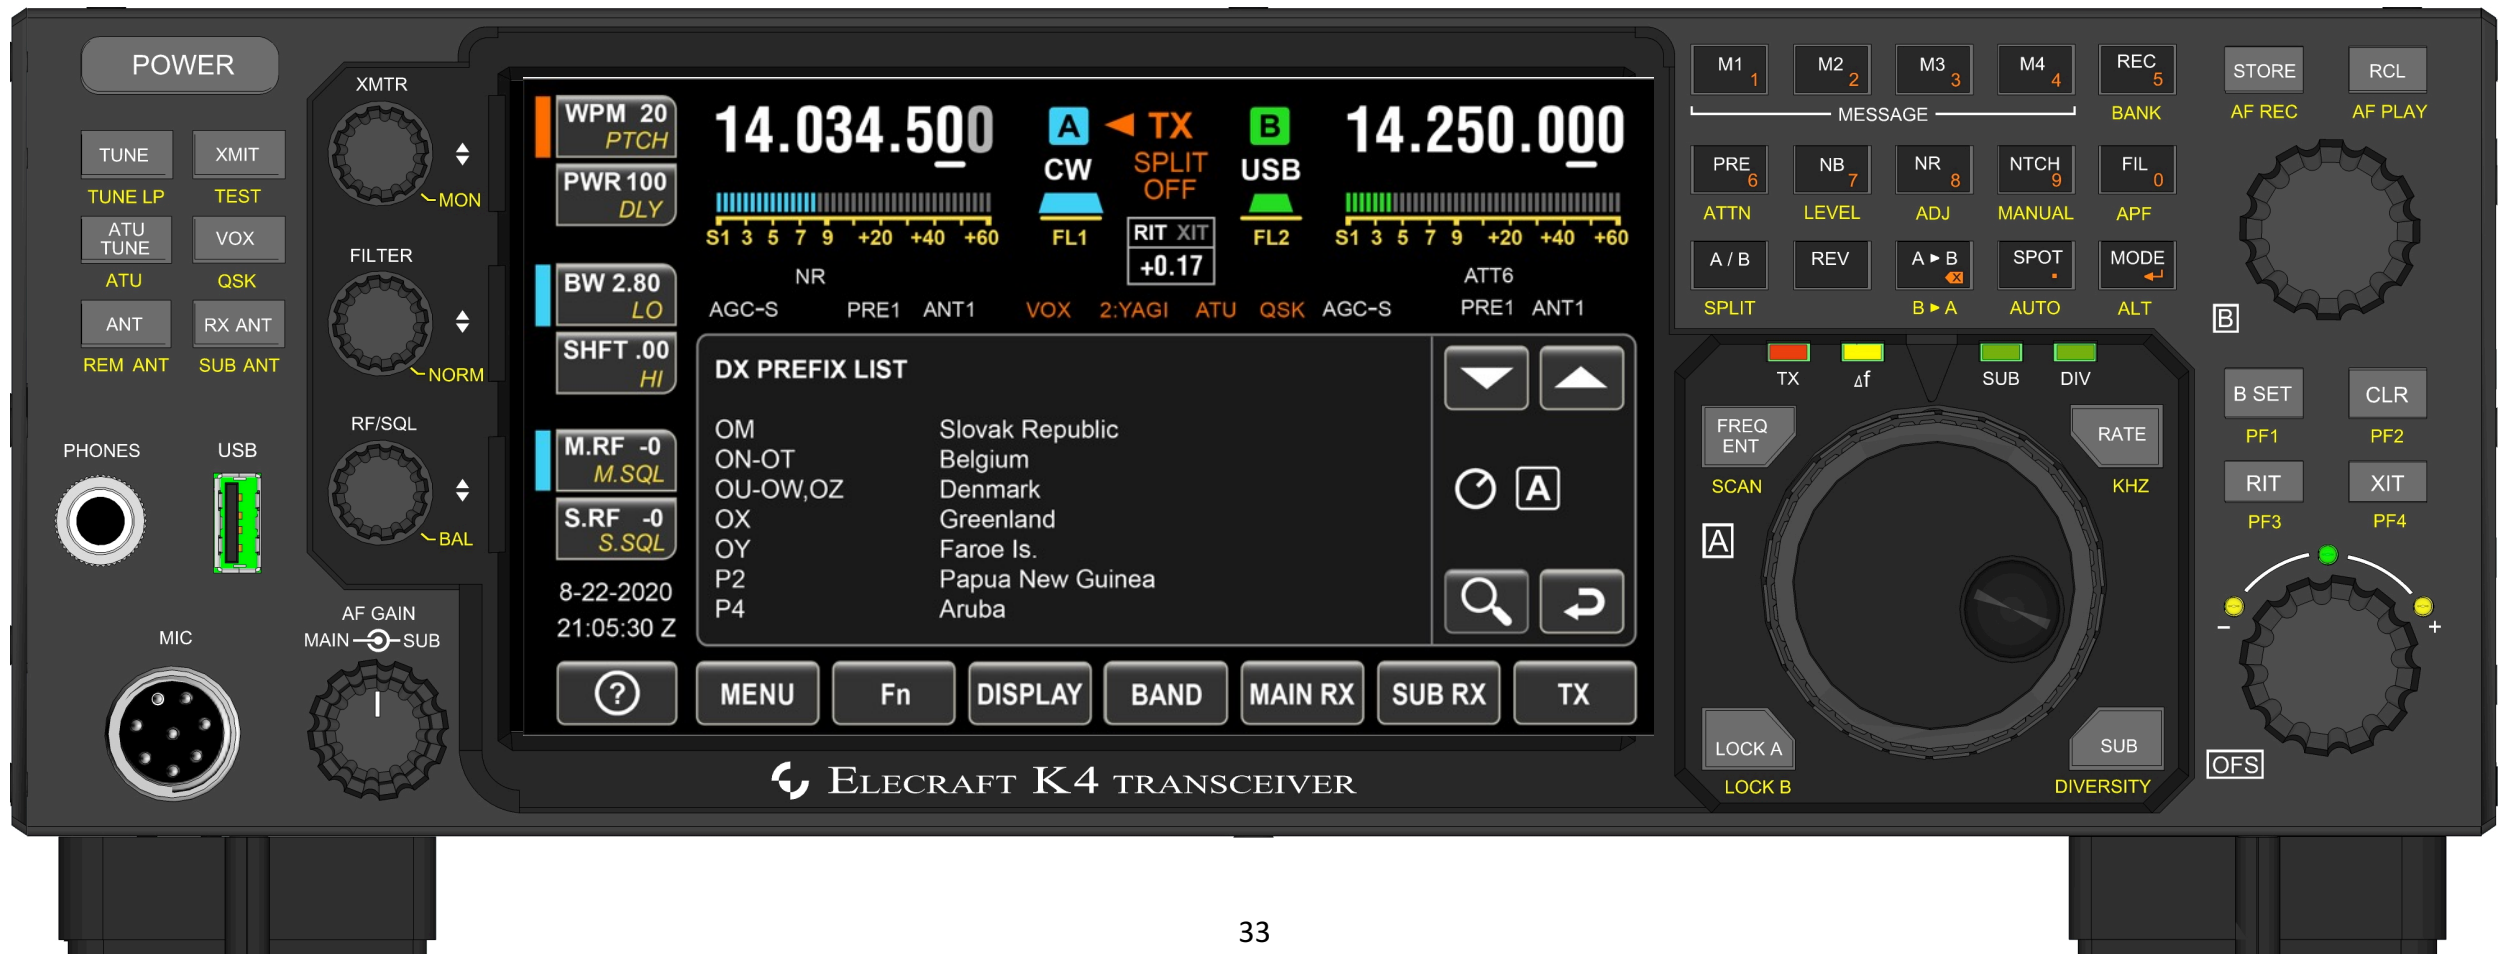 POWER
TUNE XMIT
TUNE LP TEST
ATU TUNE VOX
ATU QSK
ANT RX ANT
REM ANT SUB ANT
PHONES USB
MIC
XMTR
MON
FILTER
NORM
RF/SQL
BAL
AF GAIN
MAIN SUB
WPM 20
PTCH
PWR 100
DLY
BW 2.80
LO
SHFT .00
HI
M.RF -0
M.SQL
S.RF -0
S.SQL
8-22-2020
21:05:30 Z
14.034.500 A ◄ TX B 14.250.000
CW SPLIT OFF USB
S1 3 5 7 9 +20 +40 +60 FL1 RIT XIT FL2 S1 3 5 7 9 +20 +40 +60
+0.17
NR ATT6
AGC-S PRE1 ANT1 VOX 2:YAGI ATU QSK AGC-S PRE1 ANT1
DX PREFIX LIST
OM Slovak Republic
ON-OT Belgium
OU-OW,OZ Denmark
OX Greenland
OY Faroe Is.
P2 Papua New Guinea
P4 Aruba
A
? MENU Fn DISPLAY BAND MAIN RX SUB RX TX
ELECRAFT K4 TRANSCEIVER
M1 1 M2 2 M3 3 M4 4 REC 5
MESSAGE BANK
PRE 6 NB 7 NR 8 NTCH 9 FIL 0
ATTN LEVEL ADJ MANUAL APF
A / B REV A ► B SPOT . MODE
SPLIT B ► A AUTO ALT
STORE RCL
AF REC AF PLAY
B
TX Δf SUB DIV
FREQ ENT RATE
SCAN KHZ
A
LOCK A SUB
LOCK B DIVERSITY
B SET CLR
PF1 PF2
RIT XIT
PF3 PF4
- +
OFS
33